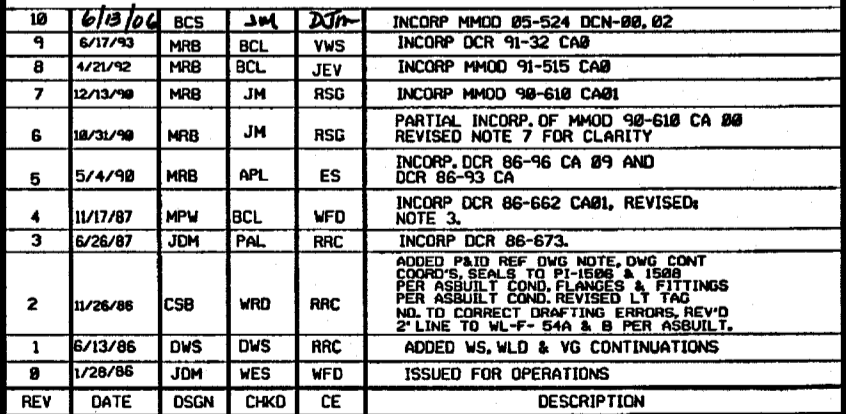 10 6/13/06 BCS JM DJM INCORP MMOD 05-524 DCN-00, 02
9 6/17/93 MRB BCL VWS INCORP DCR 91-32 CA0
8 4/21/92 MRB BCL JEV INCORP MMOD 91-515 CA0
7 12/13/90 MRB JM RSG INCORP MMOD 90-610 CA01
6 10/31/90 MRB JM RSG PARTIAL INCORP. OF MMOD 90-610 CA 00
REVISED NOTE 7 FOR CLARITY
5 5/4/90 MRB APL ES INCORP. DCR 86-96 CA 09 AND
DCR 86-93 CA
4 11/17/87 MPW BCL WFD INCORP DCR 86-662 CA01, REVISED:
NOTE 3.
3 6/26/87 JDM PAL RRC INCORP DCR 86-673.
2 11/26/86 CSB WRD RRC ADDED P&ID REF DWG NOTE, DWG CONT
COORD'S, SEALS TO PI-1506 & 1508
PER ASBUILT COND. FLANGES & FITTINGS
PER ASBUILT COND. REVISED LT TAG
NO. TO CORRECT DRAFTING ERRORS, REV'D
2" LINE TO WL-F- 54A & B PER ASBUILT.
1 6/13/86 DWS DWS RRC ADDED WS, WLD & VG CONTINUATIONS
0 1/28/86 JDM WES WFD ISSUED FOR OPERATIONS
REV DATE DSGN CHKD CE DESCRIPTION